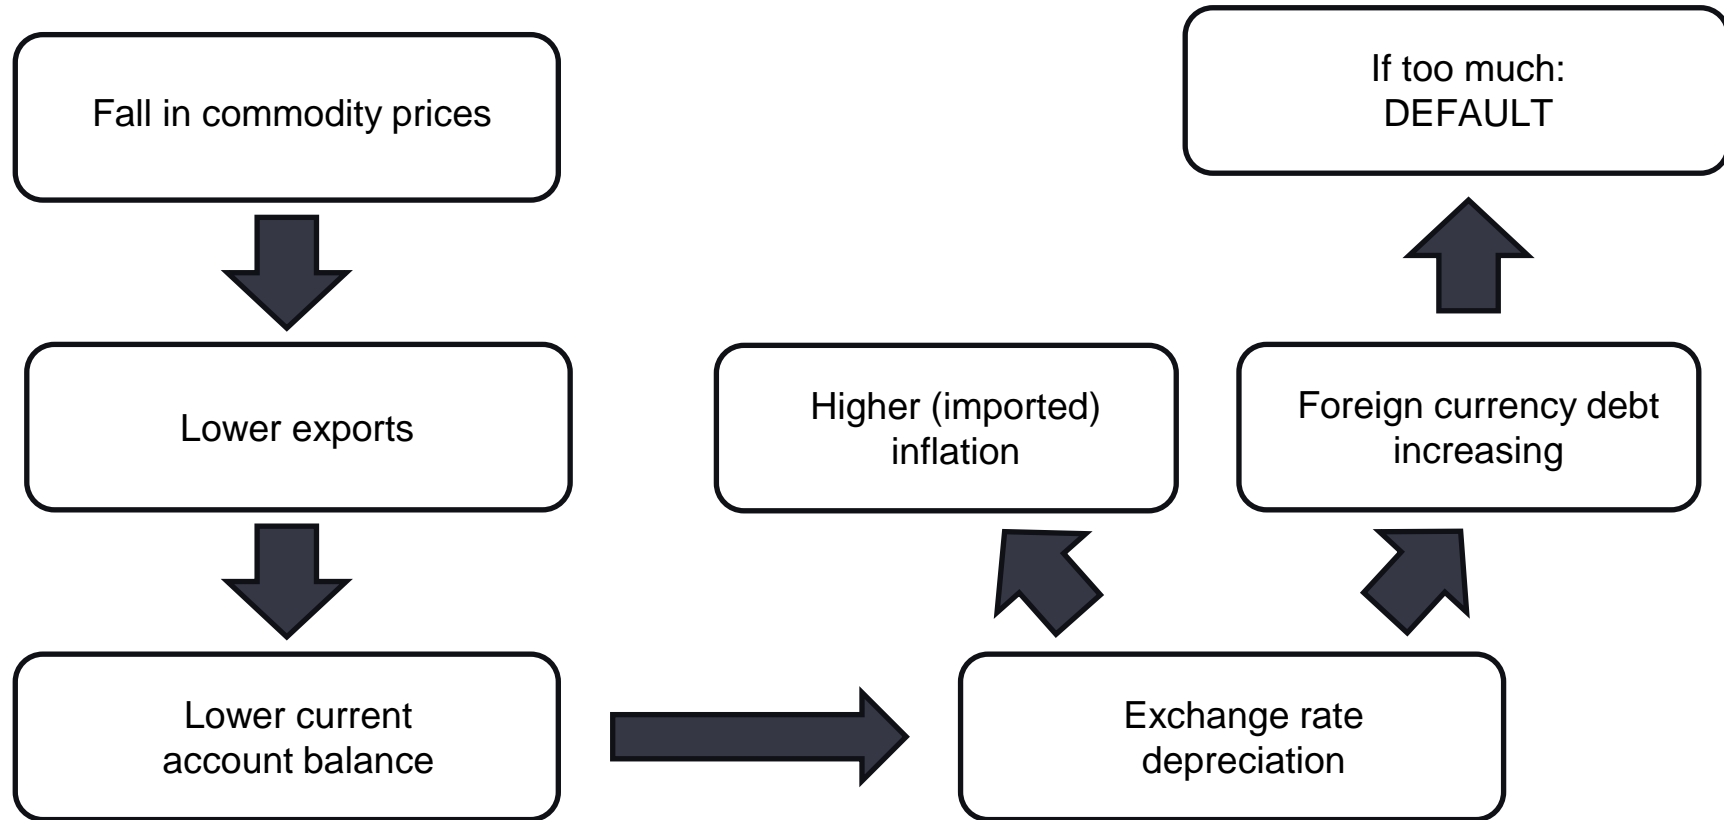 Fall in commodity prices
Lower exports
Lower current
account balance
Exchange rate
depreciation
Higher (imported)
inflation
Foreign currency debt
increasing
If too much:
DEFAULT